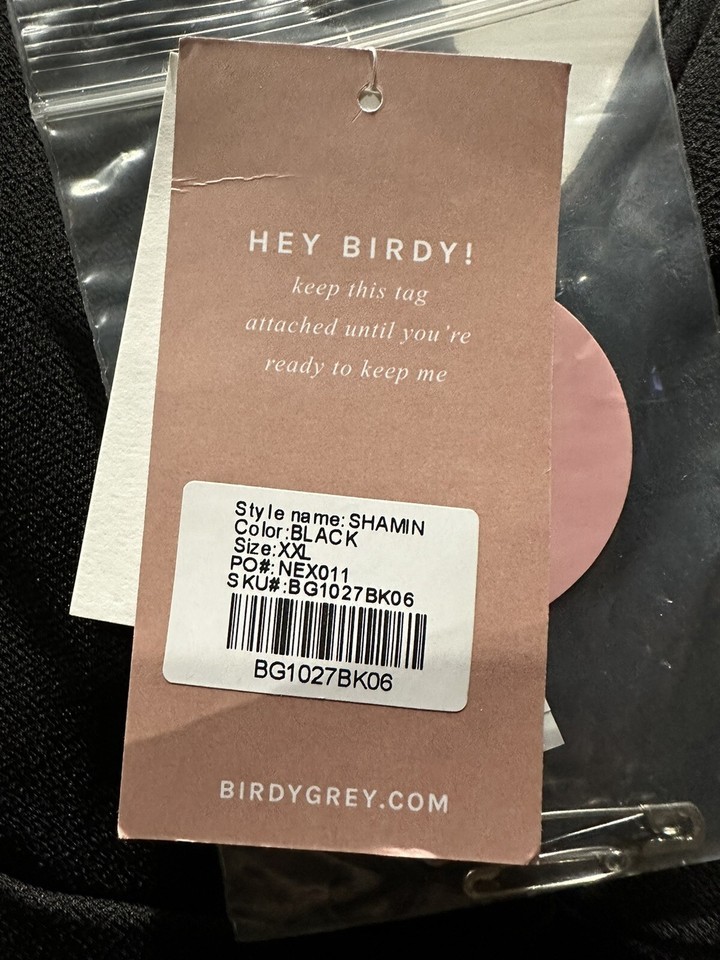 HEY BIRDY!
keep this tag
attached until you're
ready to keep me
Style name:SHAMIN
Color:BLACK
Size:XXL
PO#:NEX011
SKU#:BG1027BK06
BG1027BK06
BIRDYGREY.COM